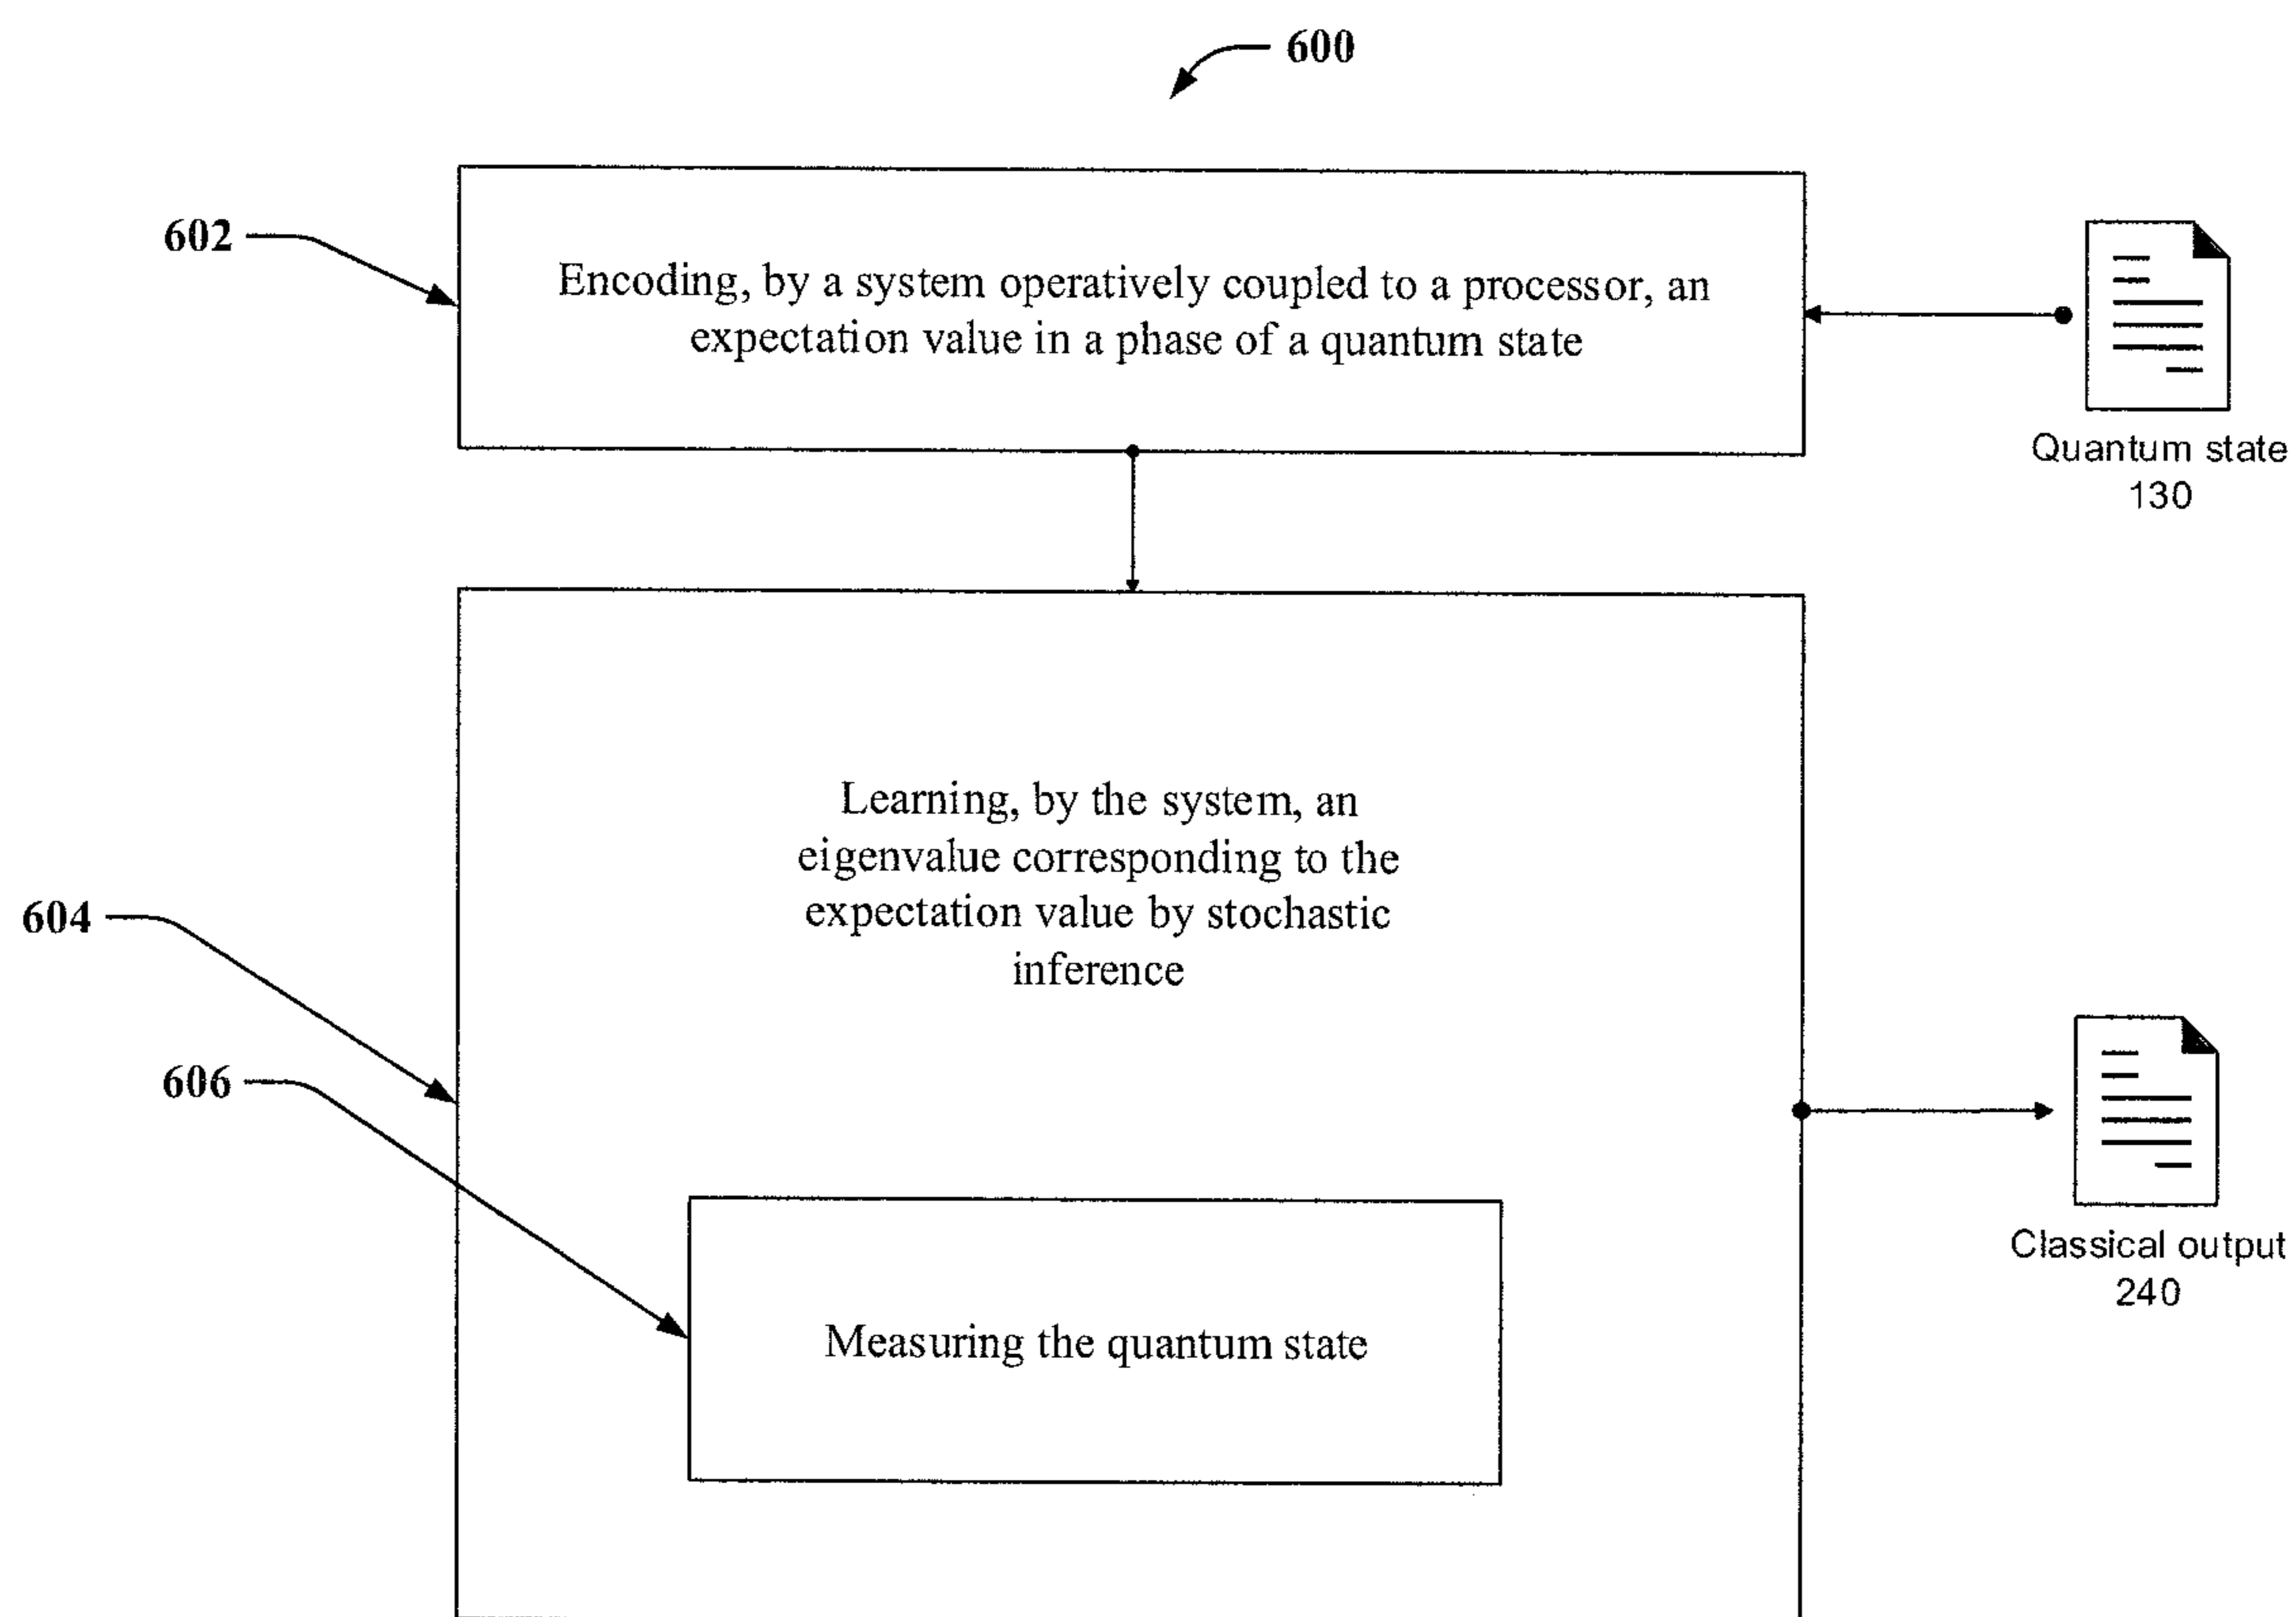 600
602
Encoding, by a system operatively coupled to a processor, an
expectation value in a phase of a quantum state
Quantum state
130
Learning, by the system, an
eigenvalue corresponding to the
expectation value by stochastic
inference
604
606
Measuring the quantum state
Classical output
240